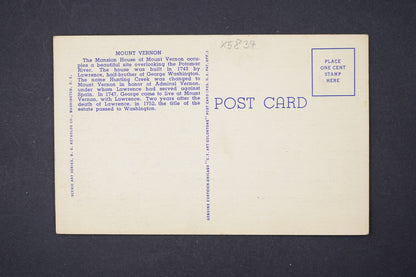 x5834
MOUNT VERNON
The Mansion House of Mount Vernon occu-
pies a beautiful site overlooking the Potomac
River. The house was built in 1743 by
Lawrence, half-brother of George Washington.
The name Hunting Creek was changed to
Mount Vernon in honor of Admiral Vernon,
under whom Lawrence had served against
Spain. In 1747, George came to live at Mount
Vernon, with Lawrence. Two years after the
death of Lawrence, in 1752, the title of the
estate passed to Washington.
POST CARD
PLACE
ONE CENT
STAMP
HERE